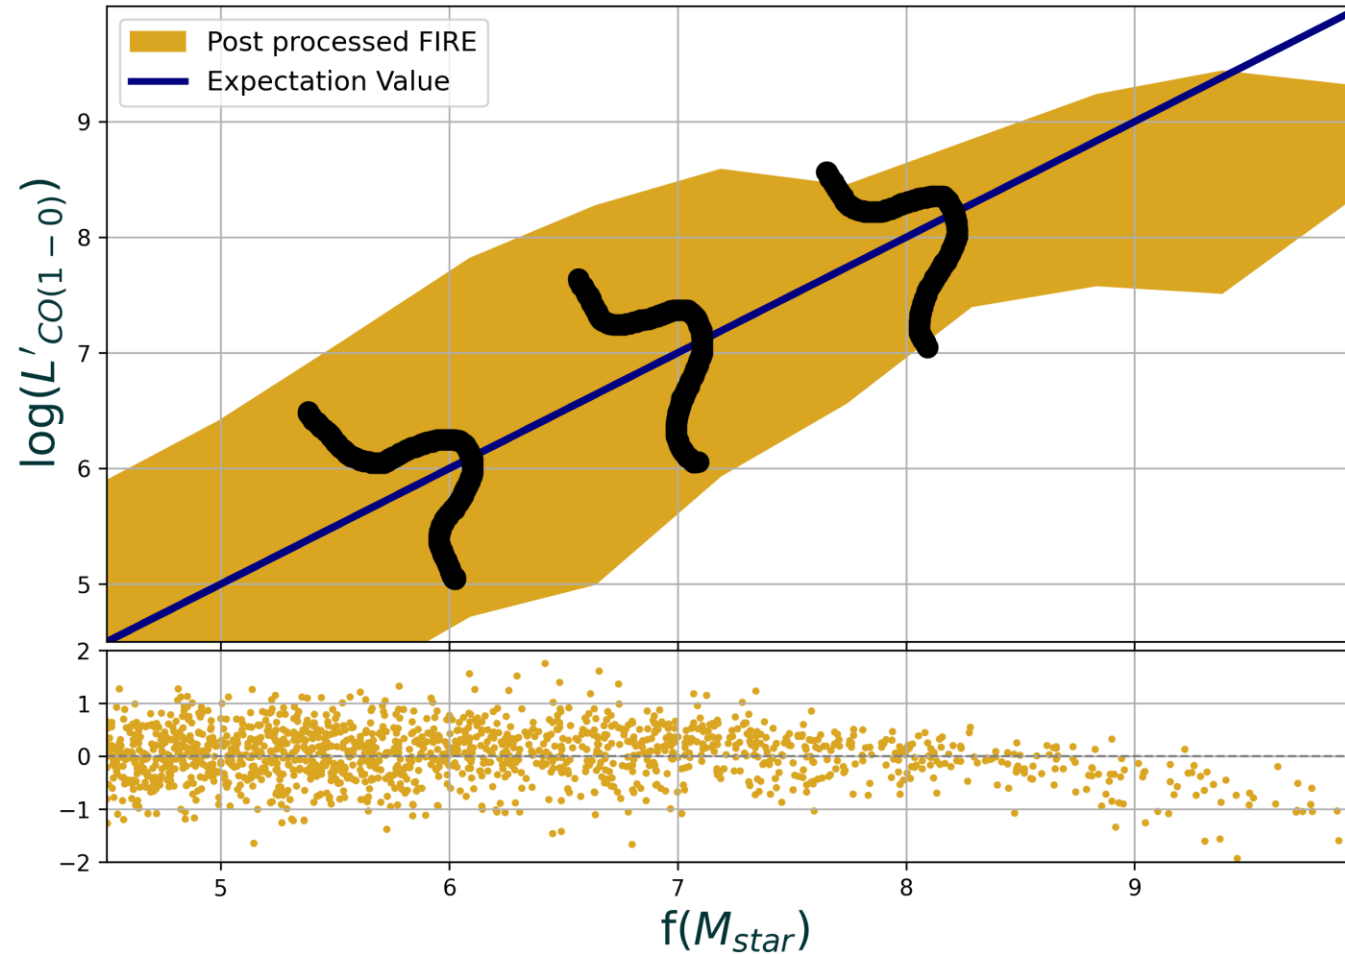 Post processed FIRE
Expectation Value
log(L′CO(1 − 0))
9
8
7
6
5
2
1
0
−1
−2
5 6 7 8 9
f(Mstar)